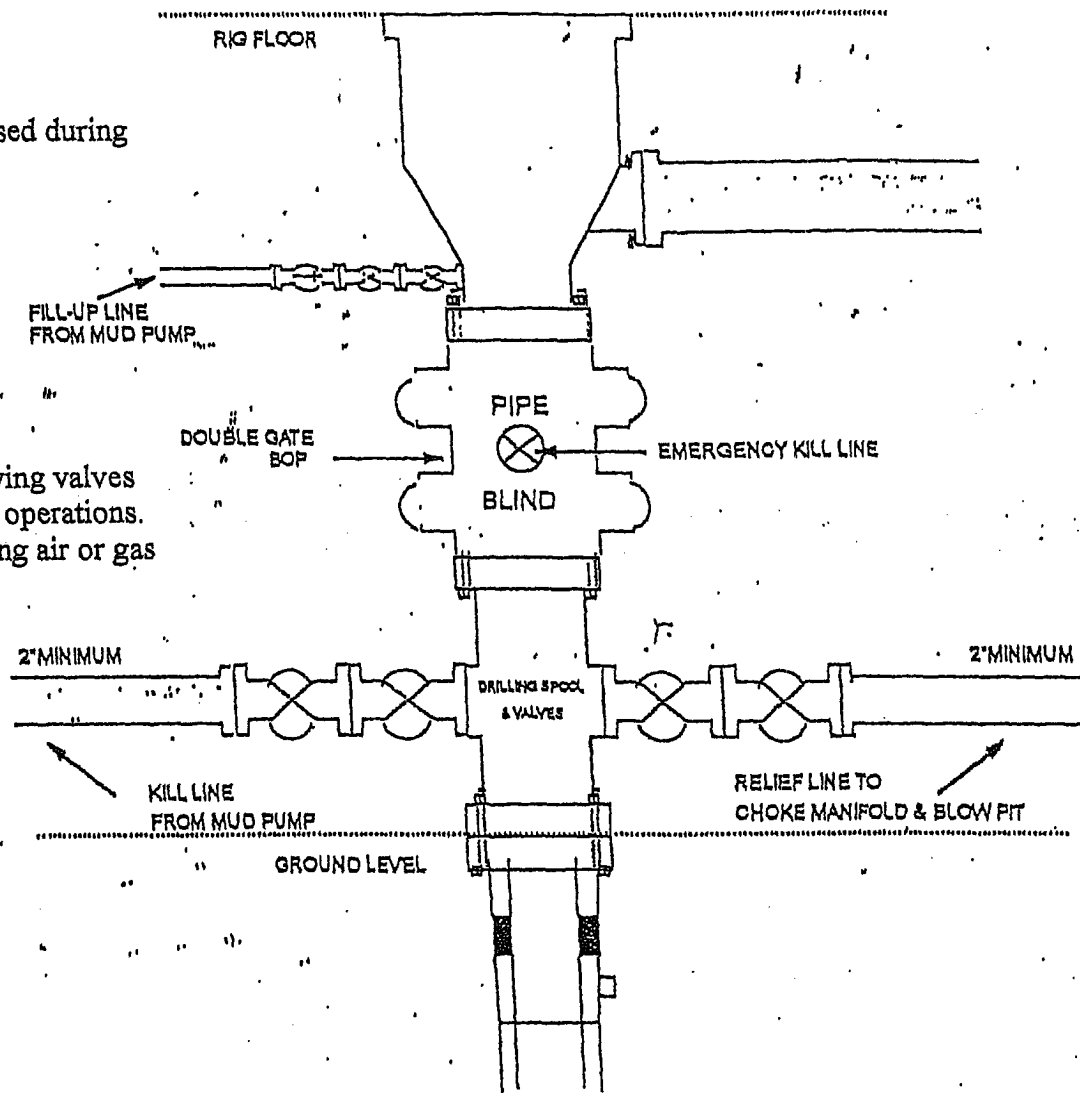 RIG FLOOR
sed during
FILL-UP LINE
FROM MUD PUMP
PIPE
DOUBLE GATE
BOP
EMERGENCY KILL LINE
BLIND
ving valves
operations.
ng air or gas
2" MINIMUM
2" MINIMUM
DRILLING SPOOL
& VALVES
KILL LINE
FROM MUD PUMP
RELIEF LINE TO
CHOKE MANIFOLD & BLOW PIT
GROUND LEVEL